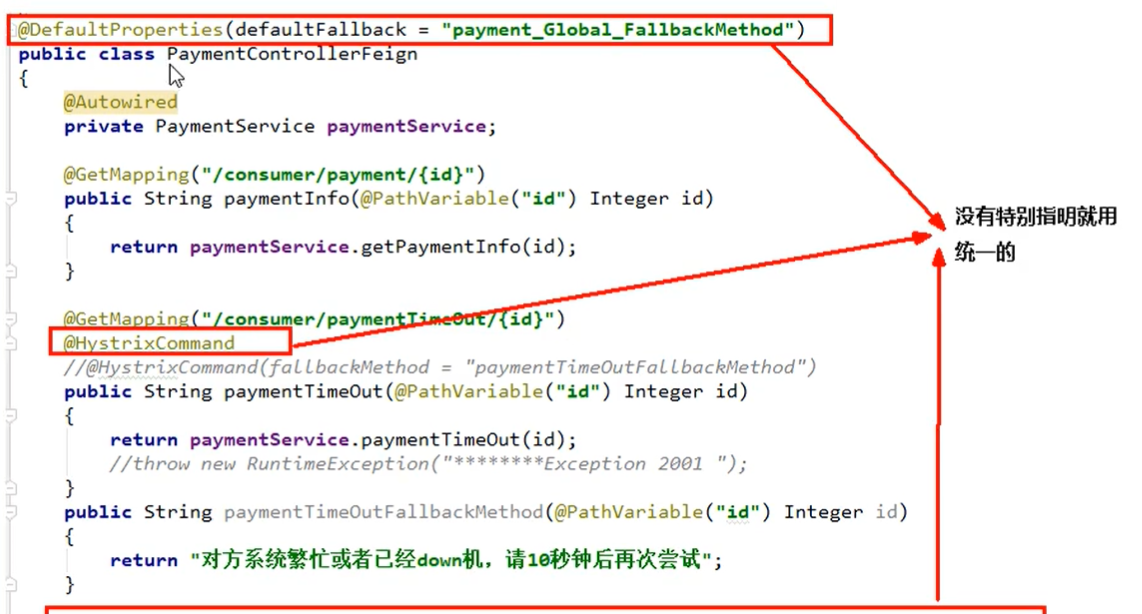 @DefaultProperties(defaultFallback = "payment_Global_FallbackMethod")
public class PaymentControllerFeign
{
@Autowired
private PaymentService paymentService;
@GetMapping("/consumer/payment/{id}")
public String paymentInfo(@PathVariable("id") Integer id)
{
return paymentService.getPaymentInfo(id);
}
@GetMapping("/consumer/paymentTimeOut/{id}")
@HystrixCommand
//@HystrixCommand(fallbackMethod = "paymentTimeOutFallbackMethod")
public String paymentTimeOut(@PathVariable("id") Integer id)
{
return paymentService.paymentTimeOut(id);
//throw new RuntimeException("********Exception 2001 ");
}
public String paymentTimeOutFallbackMethod(@PathVariable("id") Integer id)
{
return "对方系统繁忙或者已经down机，请10秒钟后再次尝试";
}
没有特别指明就用
统一的